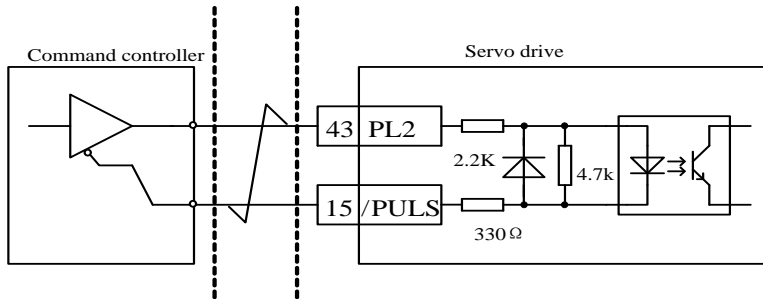 Command controller
Servo drive
43 PL2
2.2K
4.7k
15 /PULS
330Ω